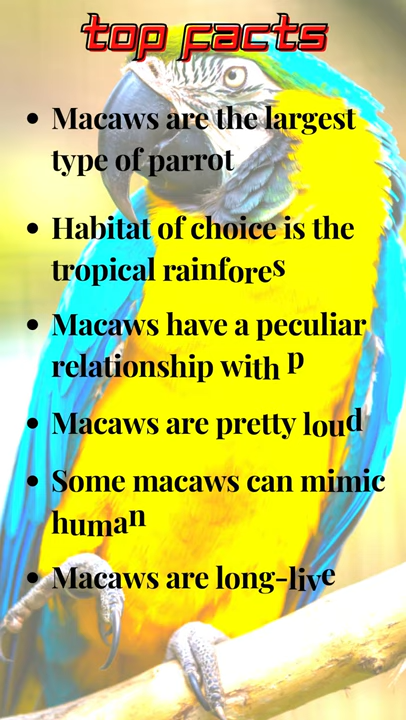 top facts
• Macaws are the largest
type of parrot
• Habitat of choice is the
tropical rainfores
• Macaws have a peculiar
relationship with p
• Macaws are pretty loud
• Some macaws can mimic
human
• Macaws are long-live